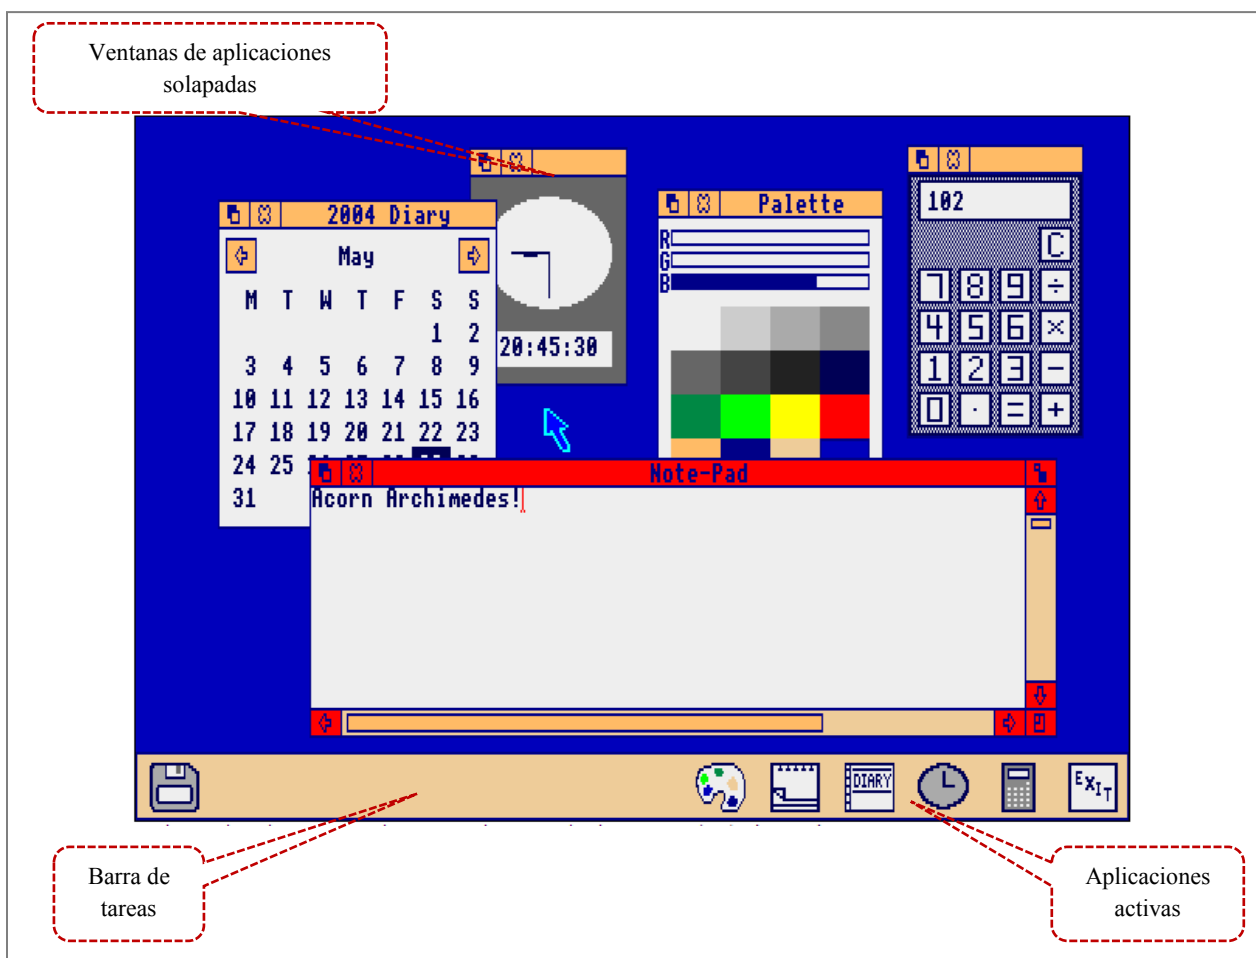 Ventanas de aplicaciones
solapadas
2004 Diary
May
M T W T F S S
1 2
3 4 5 6 7 8 9
10 11 12 13 14 15 16
17 18 19 20 21 22 23
24 25
31
20:45:30
Palette
R
G
B
102
C
7 8 9 ÷
4 5 6 ×
1 2 3 −
0 . = +
Note-Pad
Acorn Archimedes!
DIARY
ExIT
Barra de
tareas
Aplicaciones
activas